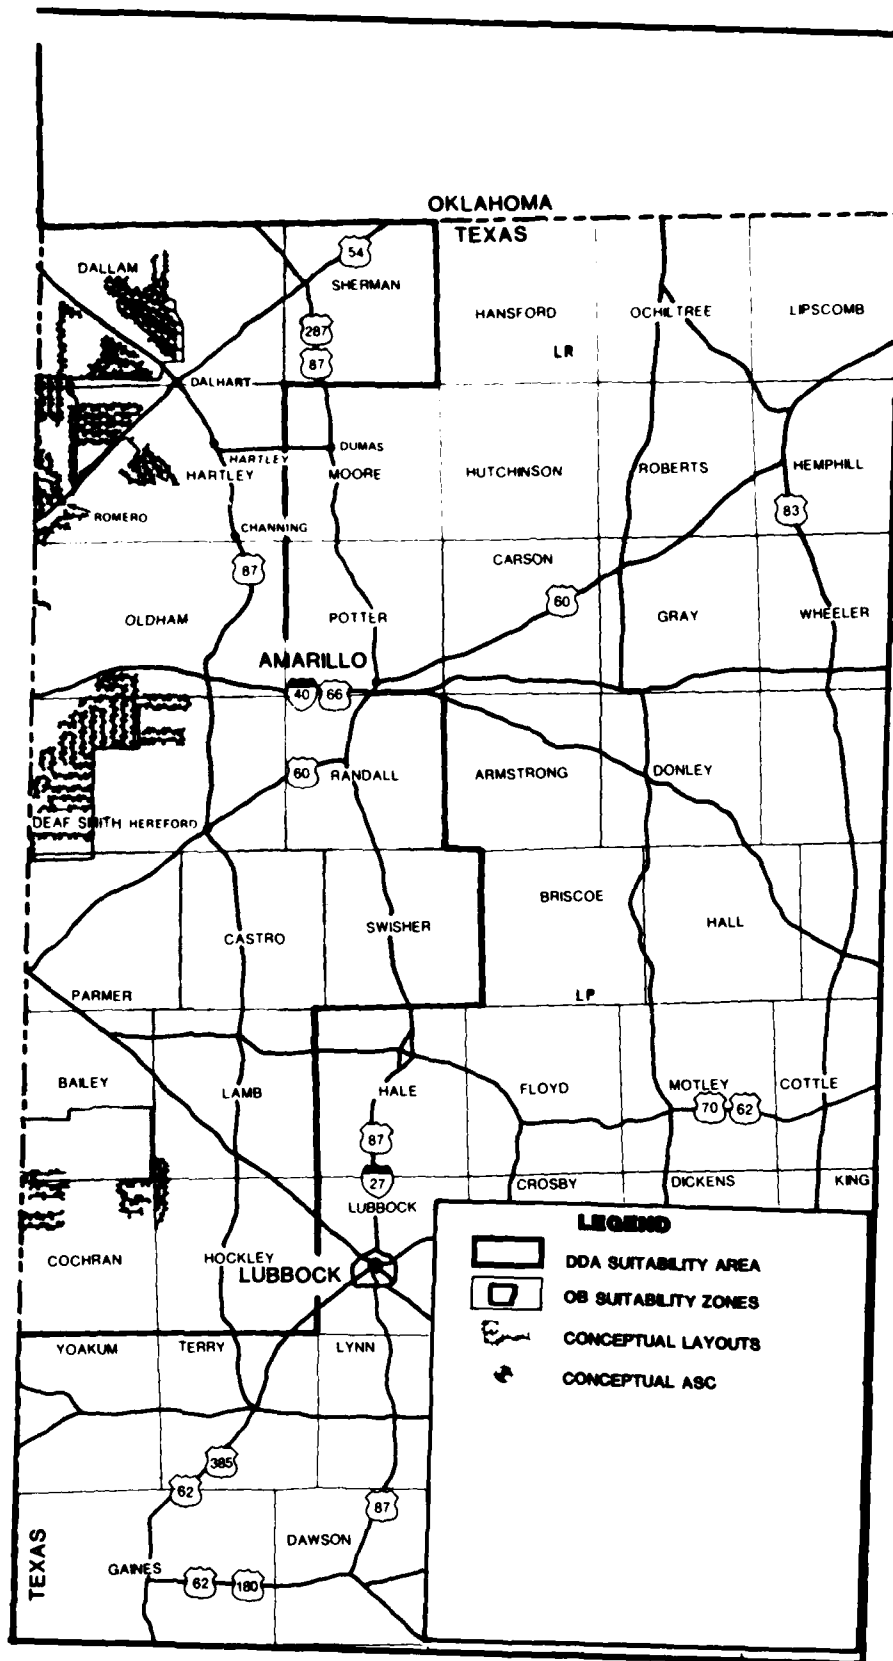 OKLAHOMA
TEXAS
54
DALLAM
SHERMAN
HANSFORD
OCHILTREE
LIPSCOMB
287
LR
87
DALHART
DUMAS
HARTLEY
HARTLEY
MOORE
HUTCHINSON
ROBERTS
HEMPHILL
83
ROMERO
CHANNING
CARSON
87
60
OLDHAM
POTTER
GRAY
WHEELER
AMARILLO
40
66
60
RANDALL
ARMSTRONG
DONLEY
DEAF SMITH
HEREFORD
BRISCOE
HALL
SWISHER
CASTRO
PARMER
LP
BAILEY
LAMB
HALE
FLOYD
MOTLEY
COTTLE
70
62
87
27
CROSBY
DICKENS
KING
LUBBOCK
COCHRAN
HOCKLEY
LUBBOCK
LEGEND
DDA SUITABILITY AREA
OB SUITABILITY ZONES
CONCEPTUAL LAYOUTS
CONCEPTUAL ASC
YOAKUM
TERRY
LYNN
385
62
87
DAWSON
GAINES
62
180
TEXAS